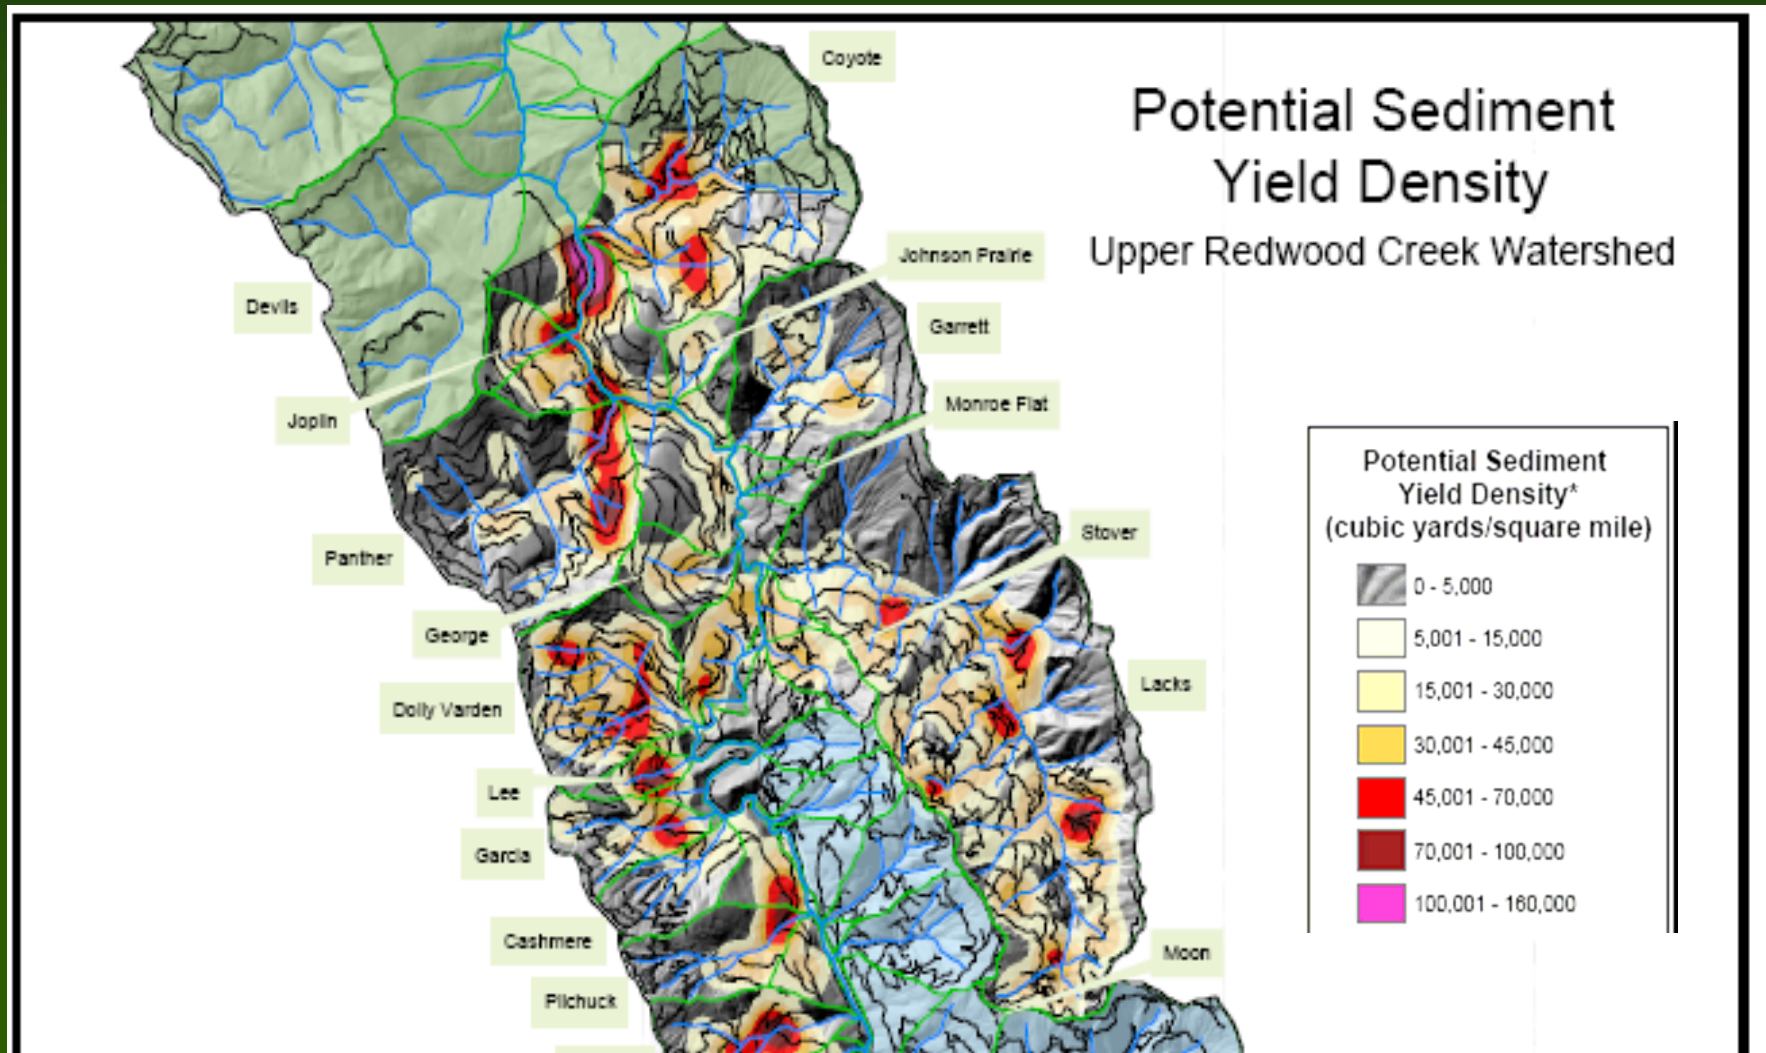 Potential Sediment
Yield Density
Upper Redwood Creek Watershed
Coyote
Johnson Prairie
Devils
Garrett
Joplin
Monroe Flat
Stover
Panther
George
Lacks
Dolly Varden
Lee
Garcia
Cashmere
Moon
Pilchuck
Potential Sediment
Yield Density*
(cubic yards/square mile)
0 - 5,000
5,001 - 15,000
15,001 - 30,000
30,001 - 45,000
45,001 - 70,000
70,001 - 100,000
100,001 - 160,000